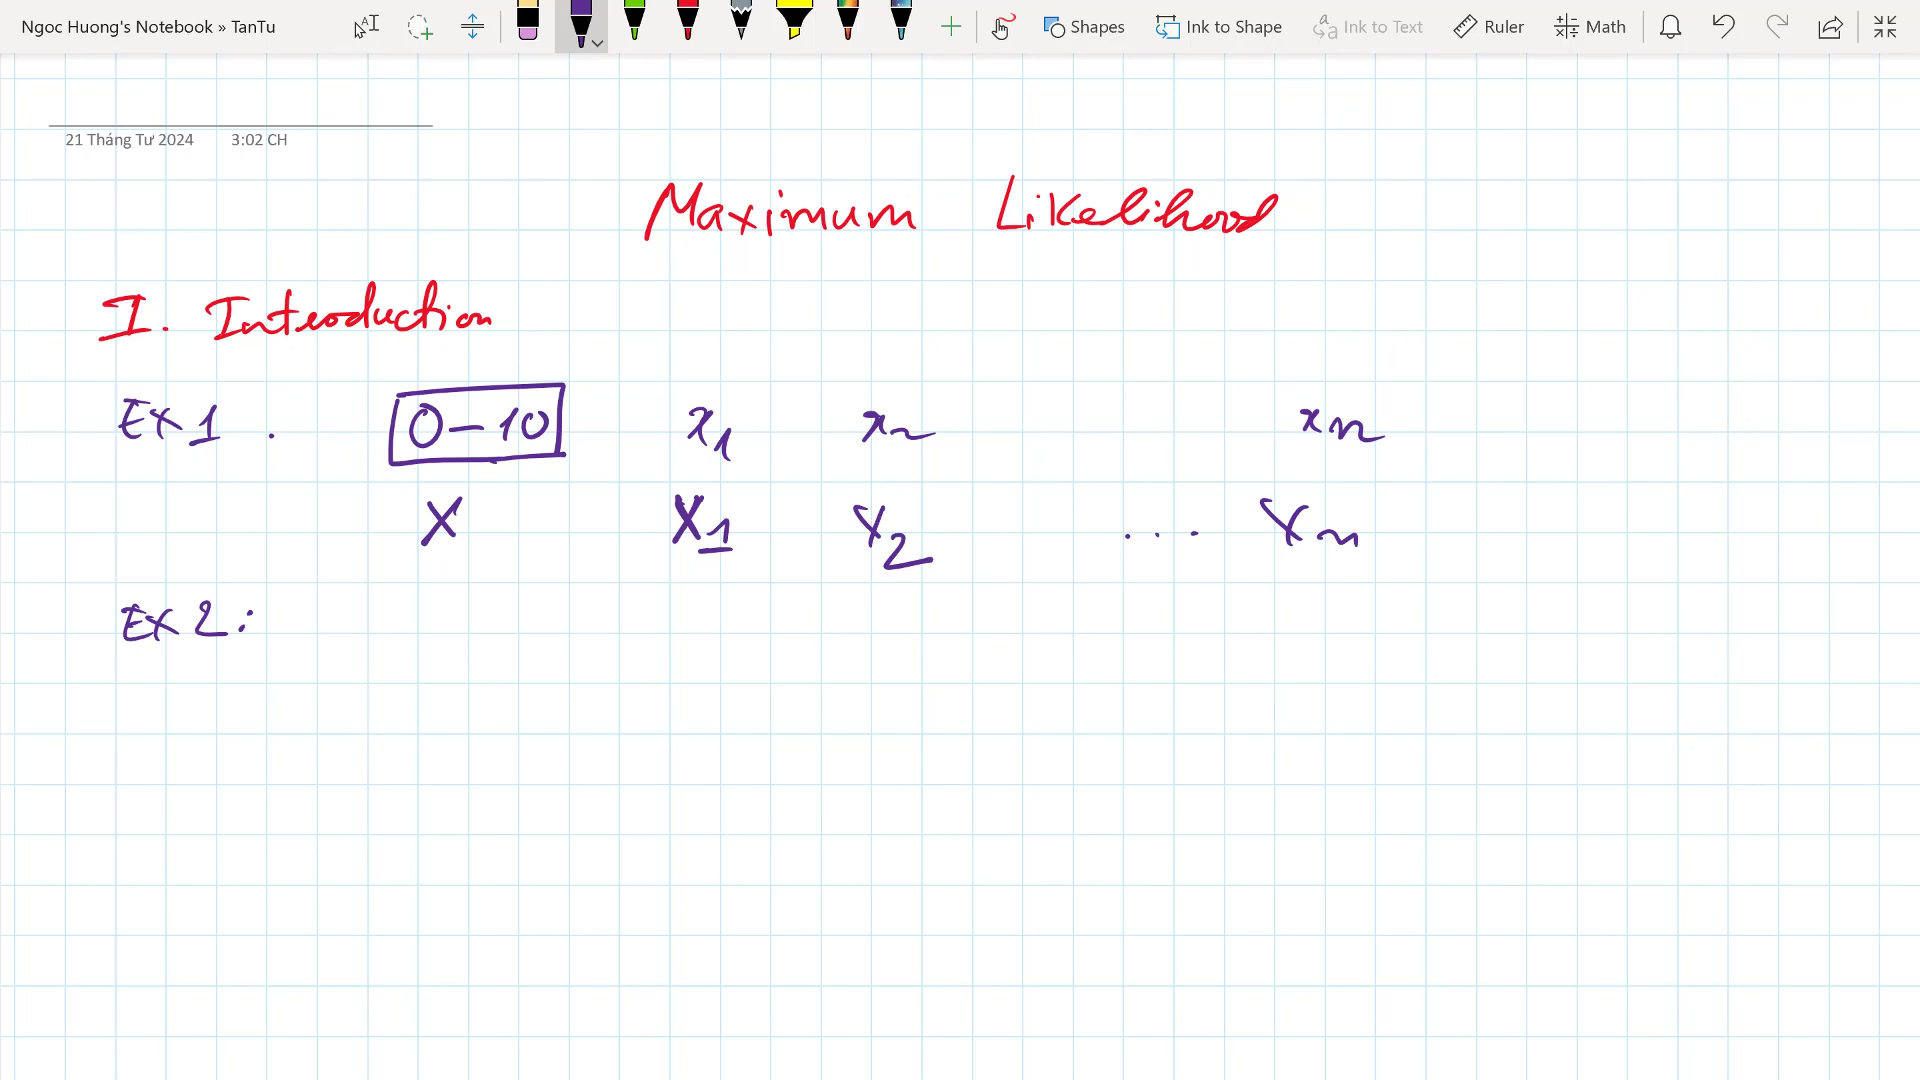 Ngoc Huong's Notebook » TanTu
Shapes
Ink to Shape
Ink to Text
Ruler
Math
21 Tháng Tư 2024 3:02 CH
Maximum Likelihood
I. Introduction
EX 1 . 0 – 10 x1 x2 xn
X X1 X2 ... Xn
EX 2 :